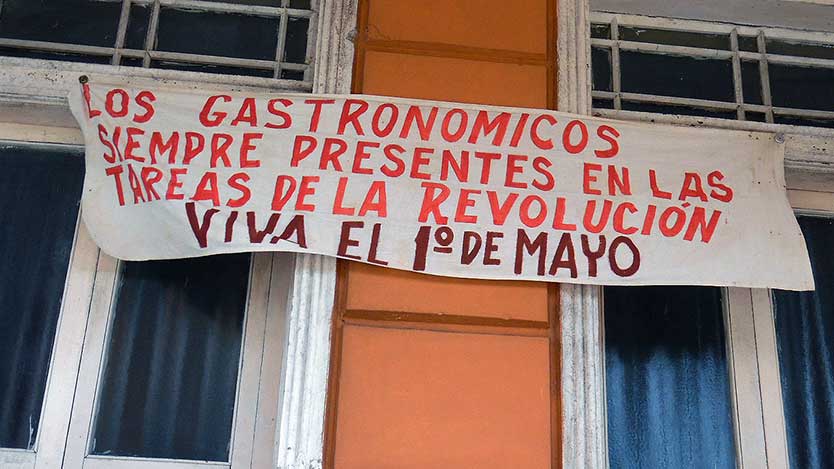 LOS GASTRONOMICOS
SIEMPRE PRESENTES EN LAS
TAREAS DE LA REVOLUCIÓN
VIVA EL 1º DE MAYO